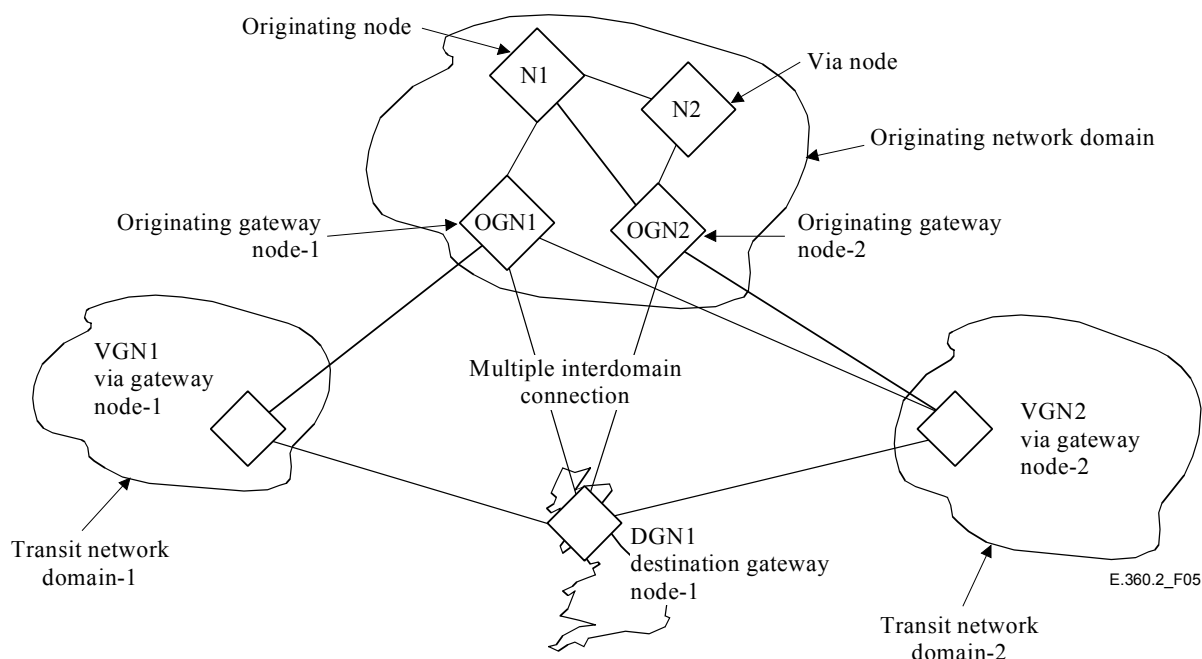 Originating node
N1
Via node
N2
Originating network domain
Originating gateway
node-1
OGN1
OGN2
Originating gateway
node-2
VGN1
via gateway
node-1
Multiple interdomain
connection
VGN2
via gateway
node-2
Transit network
domain-1
DGN1
destination gateway
node-1
E.360.2_F05
Transit network
domain-2